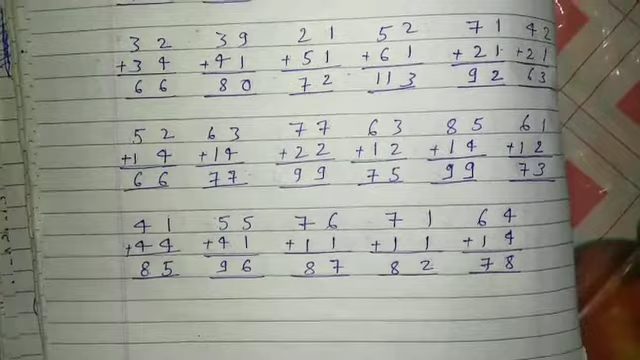 32 39 21 52 71 42
+34 +41 +51 +61 +21 +21
66 80 72 113 92 63
52 63 77 63 85 61
+14 +14 +22 +12 +14 +12
66 77 99 75 99 73
41 55 76 71 64
+44 +41 +11 +11 +14
85 96 87 82 78